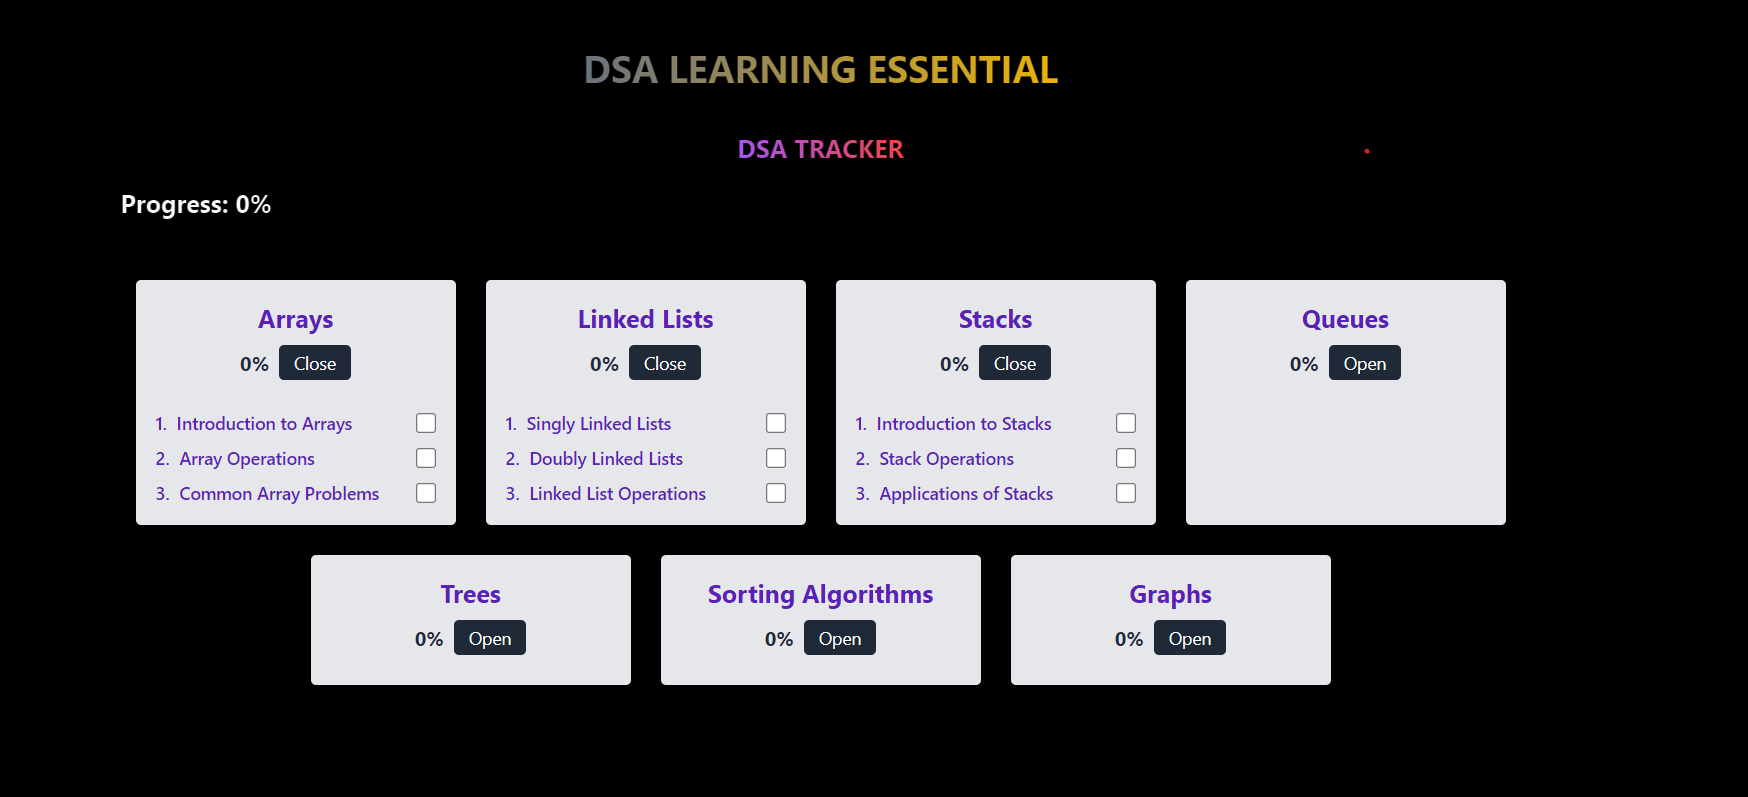 DSA LEARNING ESSENTIAL
DSA TRACKER
Progress: 0%
Arrays
0% Close
1. Introduction to Arrays
2. Array Operations
3. Common Array Problems
Linked Lists
0% Close
1. Singly Linked Lists
2. Doubly Linked Lists
3. Linked List Operations
Stacks
0% Close
1. Introduction to Stacks
2. Stack Operations
3. Applications of Stacks
Queues
0% Open
Trees
0% Open
Sorting Algorithms
0% Open
Graphs
0% Open